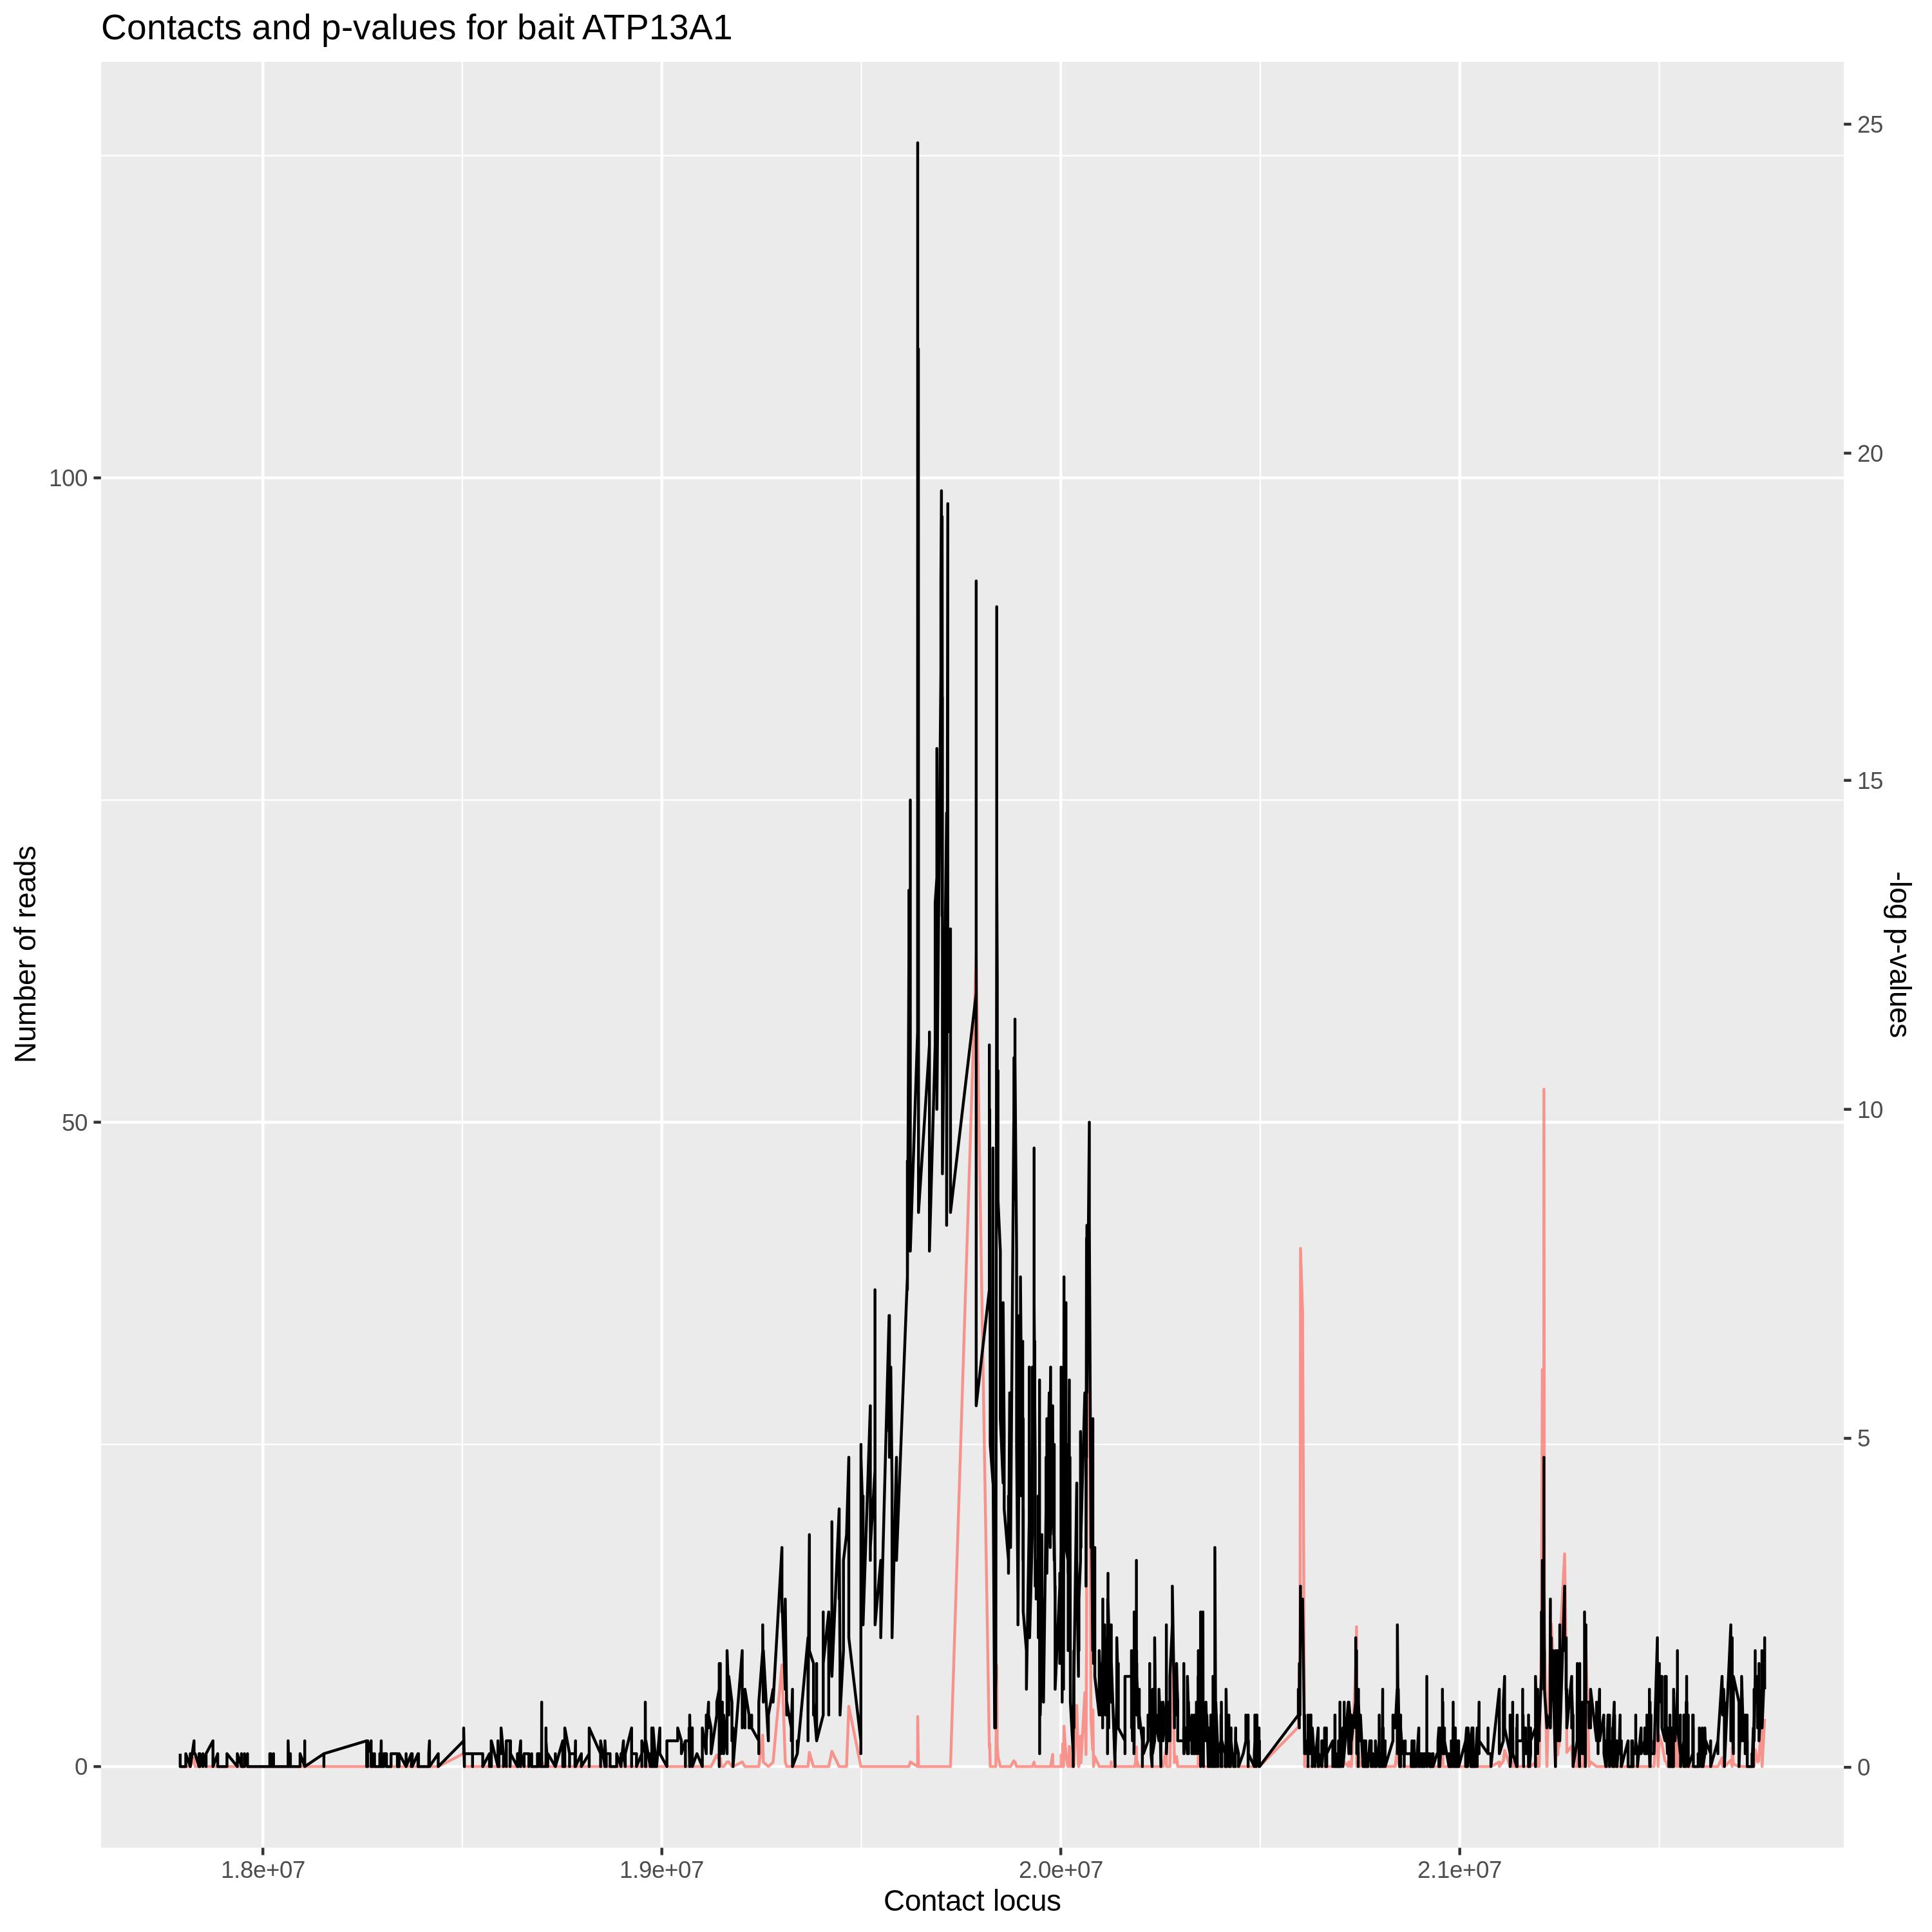 Contacts and p-values for bait ATP13A1
Number of reads
100
50
0
25
20
15
10
5
0
-log p-values
1.8e+07
1.9e+07
2.0e+07
2.1e+07
Contact locus